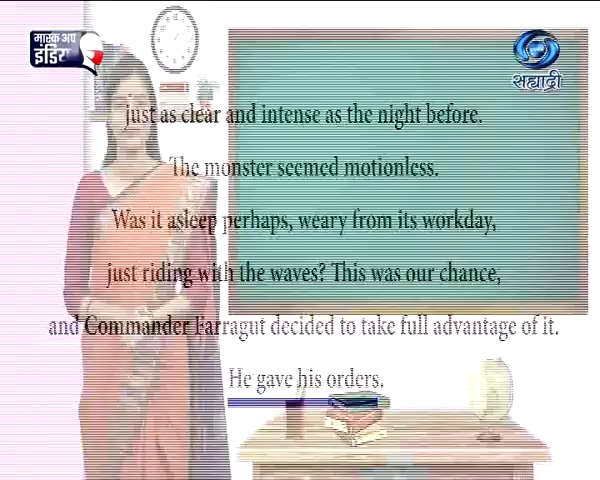 मास्क अप
इंडिया
सह्याद्री
just as clear and intense as the night before.
The monster seemed motionless.
Was it asleep perhaps, weary from its workday,
just riding with the waves? This was our chance,
and Commander Farragut decided to take full advantage of it.
He gave his orders.